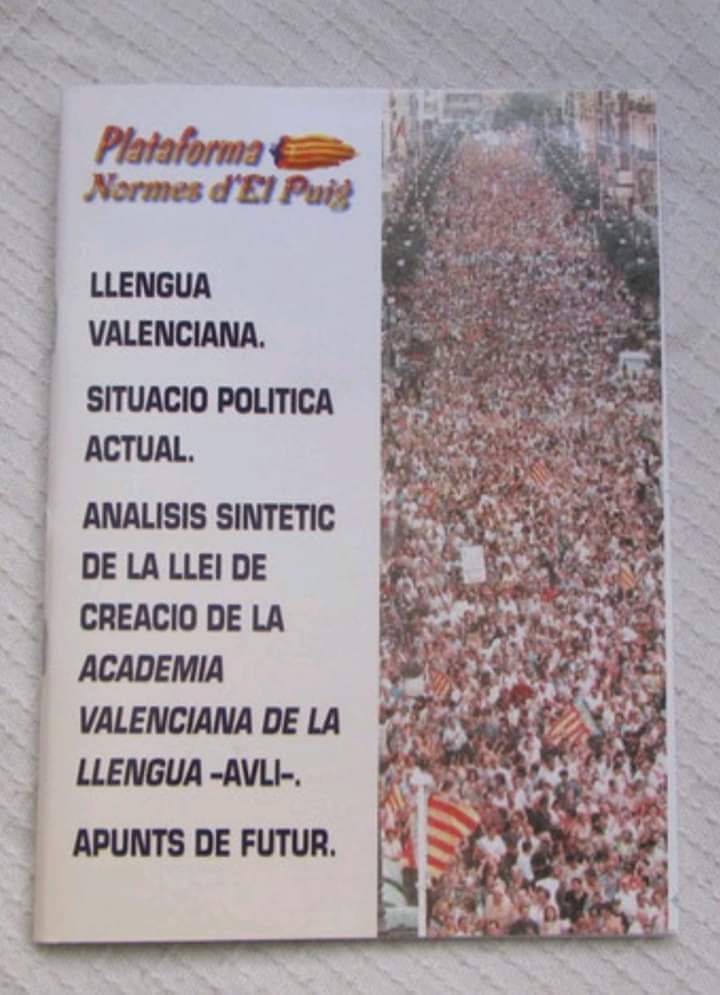 Plataforma
Normes d'El Puig
LLENGUA
VALENCIANA.
SITUACIO POLITICA
ACTUAL.
ANALISIS SINTETIC
DE LA LLEI DE
CREACIO DE LA
ACADEMIA
VALENCIANA DE LA
LLENGUA -AVLI-.
APUNTS DE FUTUR.